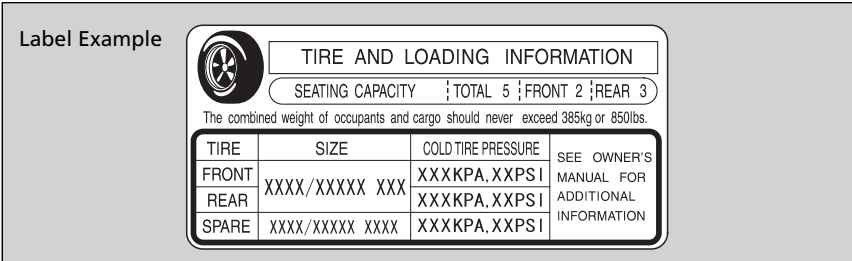 Label Example
TIRE AND LOADING INFORMATION
SEATING CAPACITY TOTAL 5 FRONT 2 REAR 3
The combined weight of occupants and cargo should never exceed 385kg or 850lbs.
TIRE SIZE COLD TIRE PRESSURE SEE OWNER'S MANUAL FOR ADDITIONAL INFORMATION
FRONT XXXX/XXXXX XXX XXXKPA,XXPSI
REAR XXXKPA,XXPSI
SPARE XXXX/XXXXX XXXX XXXKPA,XXPSI